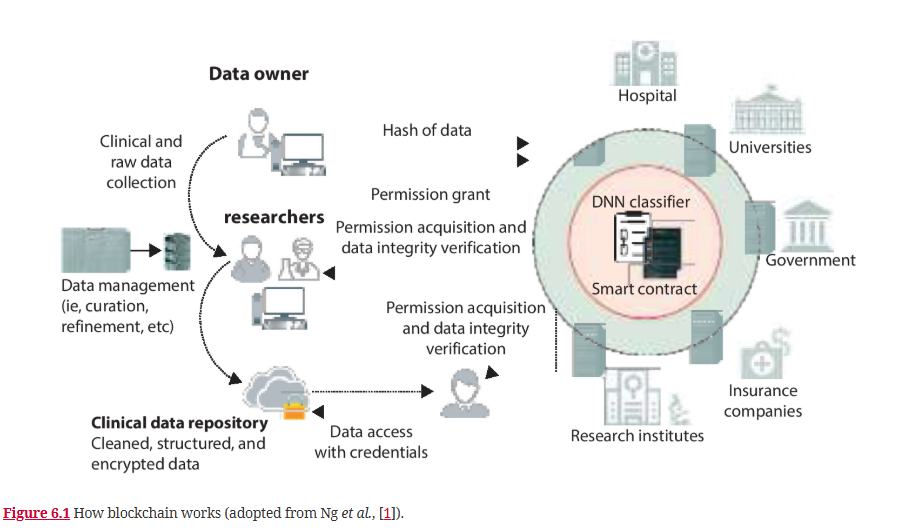 Data owner
Hospital
Clinical and
raw data
collection
Hash of data
Universities
Permission grant
DNN classifier
researchers
Permission acquisition and
data integrity verification
Government
Data management
(ie, curation,
refinement, etc)
Smart contract
Permission acquisition
and data integrity
verification
Insurance
companies
Clinical data repository
Cleaned, structured, and
encrypted data
Data access
with credentials
Research institutes
Figure 6.1 How blockchain works (adopted from Ng et al., [1]).